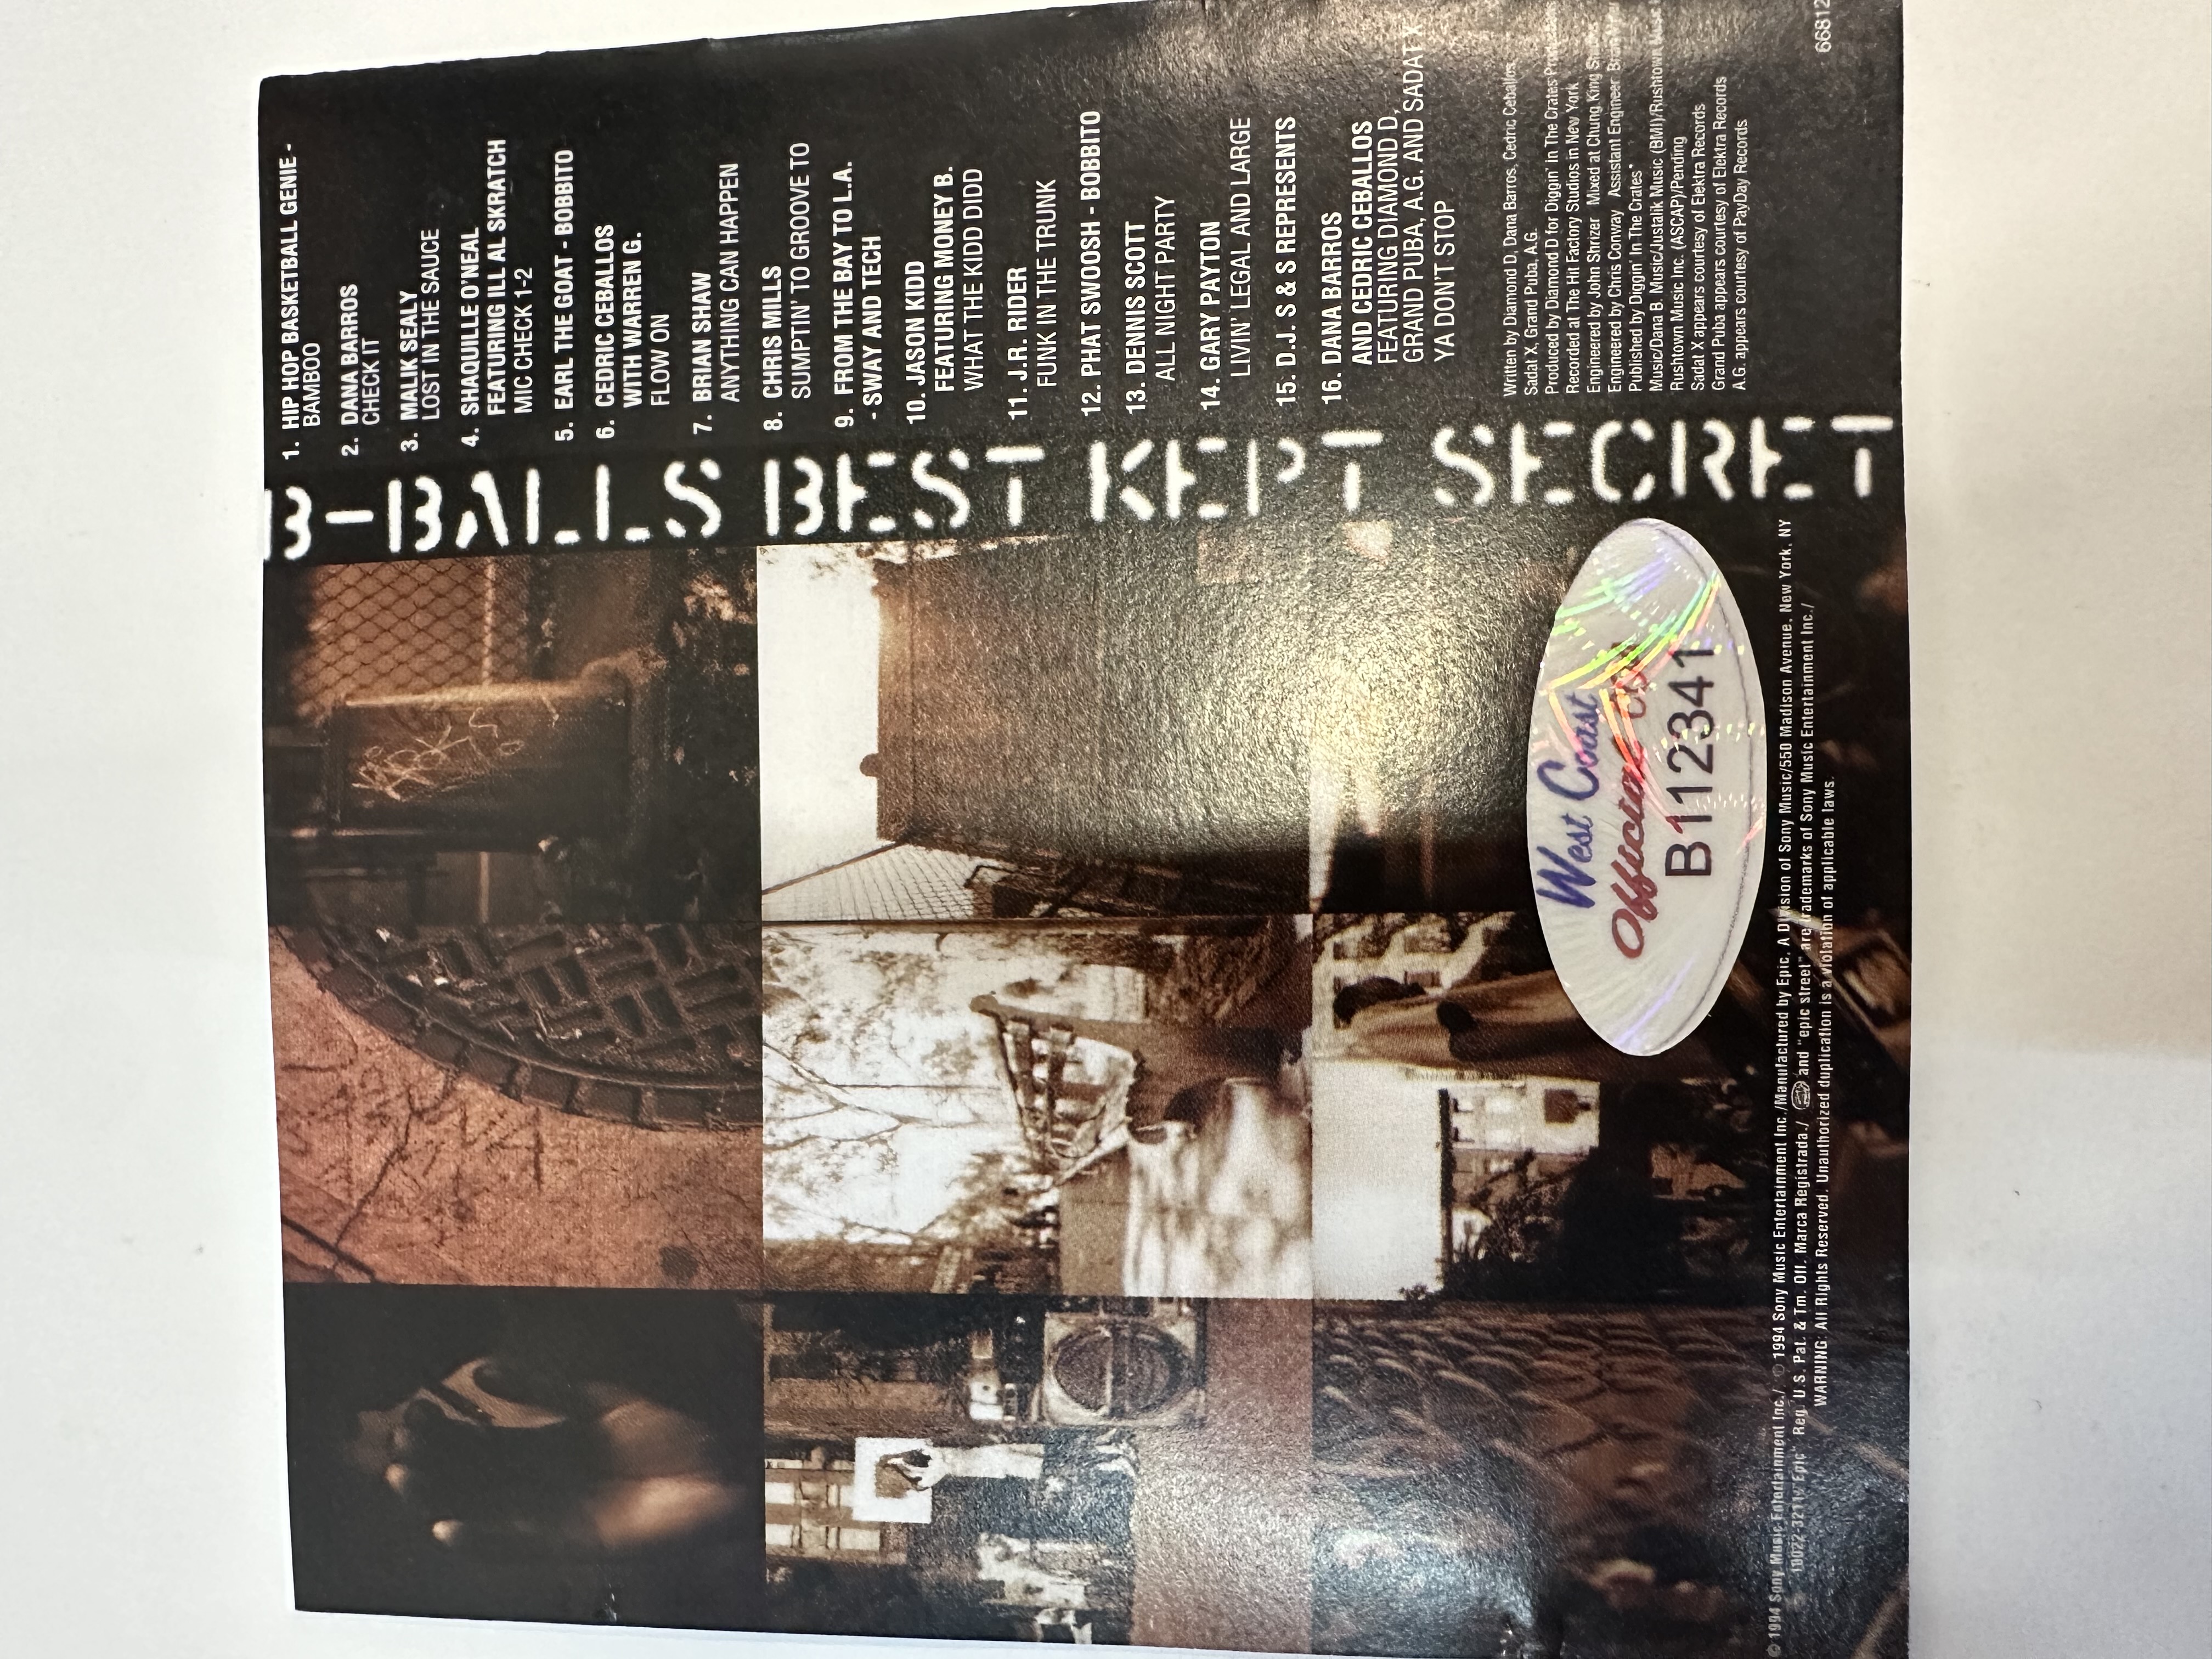 1. HIP HOP BASKETBALL GENIE -
BAMBOO
2. DANA BARROS
CHECK IT
3. MALIK SEALY
LOST IN THE SAUCE
4. SHAQUILLE O'NEAL
FEATURING ILL AL SKRATCH
MIC CHECK 1-2
5. EARL THE GOAT - BOBBITO
6. CEDRIC CEBALLOS
WITH WARREN G.
FLOW ON
7. BRIAN SHAW
ANYTHING CAN HAPPEN
8. CHRIS MILLS
SUMPTIN' TO GROOVE TO
9. FROM THE BAY TO L.A.
- SWAY AND TECH
10. JASON KIDD
FEATURING MONEY B.
WHAT THE KIDD DIDD
11. J.R. RIDER
FUNK IN THE TRUNK
12. PHAT SWOOSH - BOBBITO
13. DENNIS SCOTT
ALL NIGHT PARTY
14. GARY PAYTON
LIVIN' LEGAL AND LARGE
15. D.J. S & S REPRESENTS
16. DANA BARROS
AND CEDRIC CEBALLOS
FEATURING DIAMOND D,
GRAND PUBA, A.G. AND SADAT X
YA DON'T STOP
Written by Diamond D, Dana Barros, Cedric Ceballos,
Sadat X, Grand Puba, A.G.
Produced by Diamond D for Diggin' In The Crates
Recorded at The Hit Factory Studios in New York
Engineered by John Shrizer Mixed at Chung King
Engineered by Chris Conway Assistant Engineer
Published by Diggin' In The Crates"
Music/Dana B. Music/Justalik Music (BMI)/Rushtown
Rushtown Music Inc. (ASCAP)/Pending
Sadat X appears courtesy of Elektra Records
Grand Puba appears courtesy of Elektra Records
A.G. appears courtesy of PayDay Records
66812
B-BALLS BEST KEPT SECRET
West Coast
Official
B112341
© 1994 Sony Music Entertainment Inc./ ℗ 1994 Sony Music Entertainment Inc./Manufactured by Epic, A Division of Sony Music/550 Madison Avenue, New York, NY
"Epic" Reg. U.S. Pat. & Tm. Off. Marca Registrada./ and "epic street" are trademarks of Sony Music Entertainment Inc./
WARNING: All Rights Reserved. Unauthorized duplication is a violation of applicable laws.